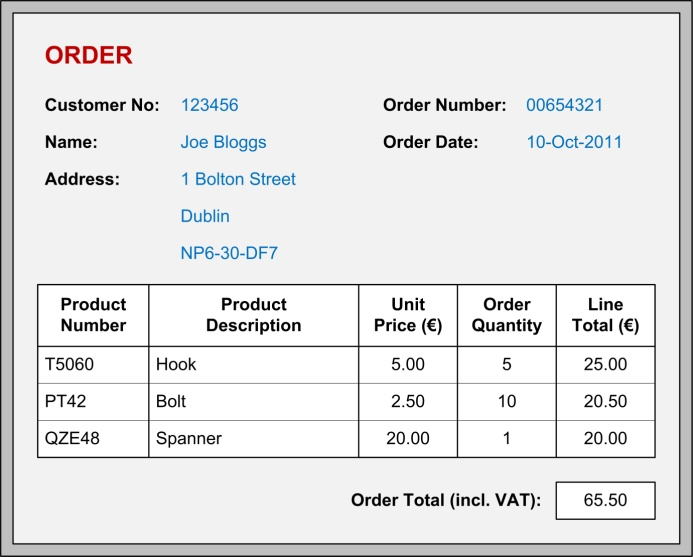 ORDER
Customer No: 123456 Order Number: 00654321
Name: Joe Bloggs Order Date: 10-Oct-2011
Address: 1 Bolton Street
Dublin
NP6-30-DF7
Product Number Product Description Unit Price (€) Order Quantity Line Total (€)
T5060 Hook 5.00 5 25.00
PT42 Bolt 2.50 10 20.50
QZE48 Spanner 20.00 1 20.00
Order Total (incl. VAT): 65.50